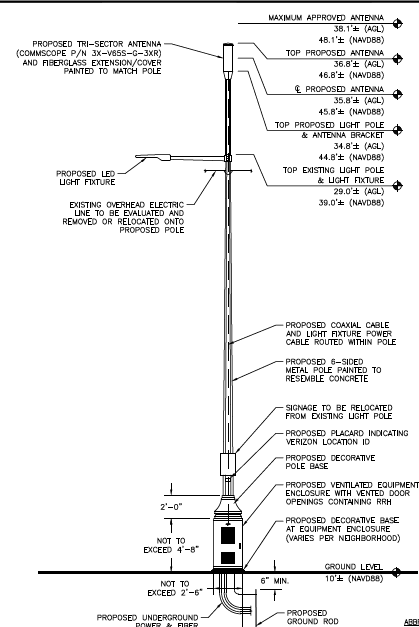 MAXIMUM APPROVED ANTENNA
38.1'± (AGL)
48.1'± (NAVD88)
PROPOSED TRI-SECTOR ANTENNA
(COMMSCOPE P/N 3X-V65S-G-3XR)
AND FIBERGLASS EXTENSION/COVER
PAINTED TO MATCH POLE
TOP PROPOSED ANTENNA
36.8'± (AGL)
46.8'± (NAVD88)
℄ PROPOSED ANTENNA
35.8'± (AGL)
45.8'± (NAVD88)
TOP PROPOSED LIGHT POLE
& ANTENNA BRACKET
34.8'± (AGL)
44.8'± (NAVD88)
PROPOSED LED
LIGHT FIXTURE
TOP EXISTING LIGHT POLE
& LIGHT FIXTURE
29.0'± (AGL)
39.0'± (NAVD88)
EXISTING OVERHEAD ELECTRIC
LINE TO BE EVALUATED AND
REMOVED OR RELOCATED ONTO
PROPOSED POLE
PROPOSED COAXIAL CABLE
AND LIGHT FIXTURE POWER
CABLE ROUTED WITHIN POLE
PROPOSED 6-SIDED
METAL POLE PAINTED TO
RESEMBLE CONCRETE
SIGNAGE TO BE RELOCATED
FROM EXISTING LIGHT POLE
PROPOSED PLACARD INDICATING
VERIZON LOCATION ID
PROPOSED DECORATIVE
POLE BASE
PROPOSED VENTILATED EQUIPMENT
ENCLOSURE WITH VENTED DOOR
OPENINGS CONTAINING RRH
2'-0"
PROPOSED DECORATIVE BASE
AT EQUIPMENT ENCLOSURE
(VARIES PER NEIGHBORHOOD)
NOT TO
EXCEED 4'-8"
GROUND LEVEL
10'± (NAVD88)
NOT TO
EXCEED 2'-6"
6" MIN.
PROPOSED UNDERGROUND
POWER & FIBER
PROPOSED
GROUND ROD